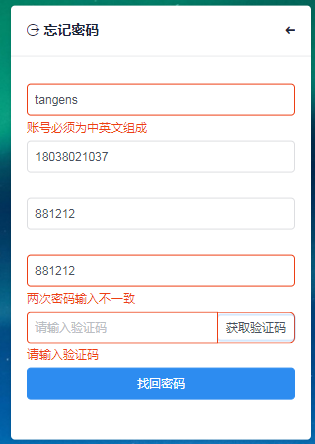 忘记密码
tangens
账号必须为中英文组成
18038021037
881212
881212
两次密码输入不一致
请输入验证码 获取验证码
请输入验证码
找回密码